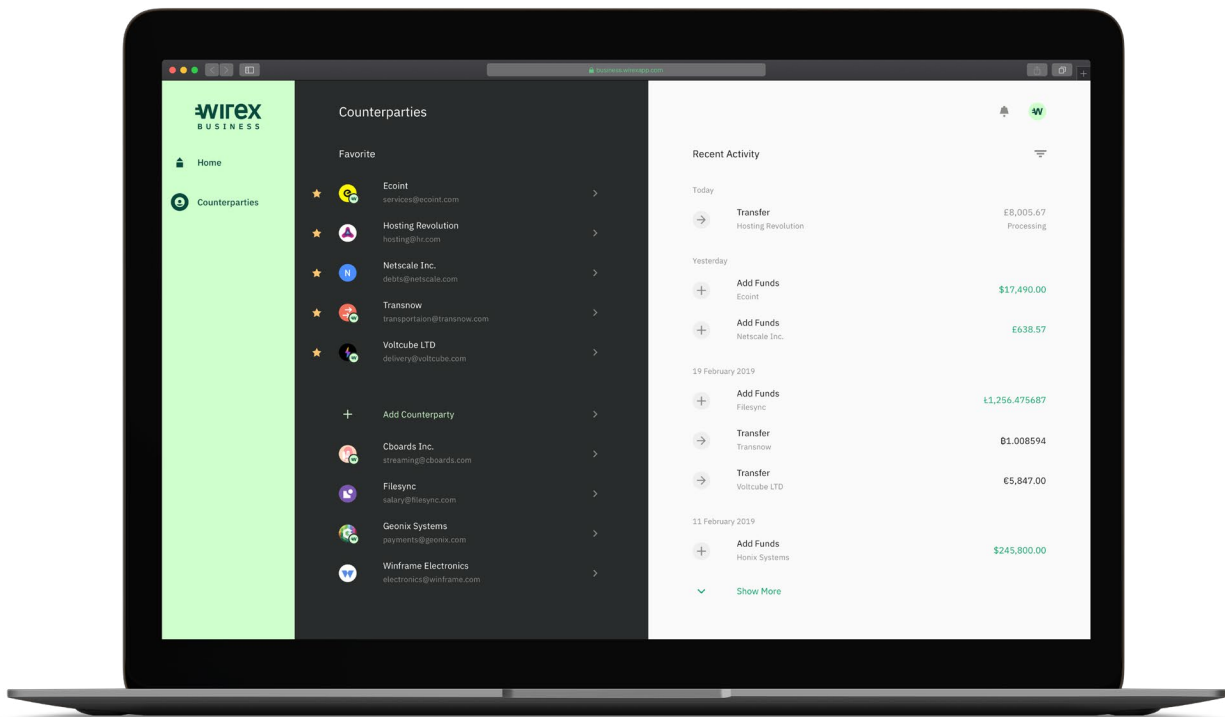 business.wirexapp.com
wirex
BUSINESS
Home
Counterparties
Counterparties
Favorite
Ecoint
services@ecoint.com
Hosting Revolution
hosting@hr.com
Netscale Inc.
debts@netscale.com
Transnow
transportaion@transnow.com
Voltcube LTD
delivery@voltcube.com
Add Counterparty
Cboards Inc.
streaming@cboards.com
Filesync
salary@filesync.com
Geonix Systems
payments@geonix.com
Winframe Electronics
electronics@winframe.com
N
W
Recent Activity
Today
Transfer £8,005.67
Hosting Revolution Processing
Yesterday
Add Funds $17,490.00
Ecoint
Add Funds £638.57
Netscale Inc.
19 February 2019
Add Funds Ł1,256.475687
Filesync
Transfer ฿1.008594
Transnow
Transfer €5,847.00
Voltcube LTD
11 February 2019
Add Funds $245,800.00
Honix Systems
Show More